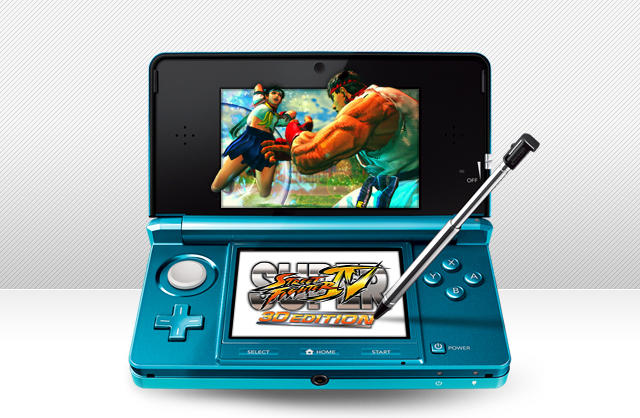 OFF
SUPER
STREET
FIGHTER IV
3D EDITION
X
Y
A
B
SELECT
HOME
START
POWER